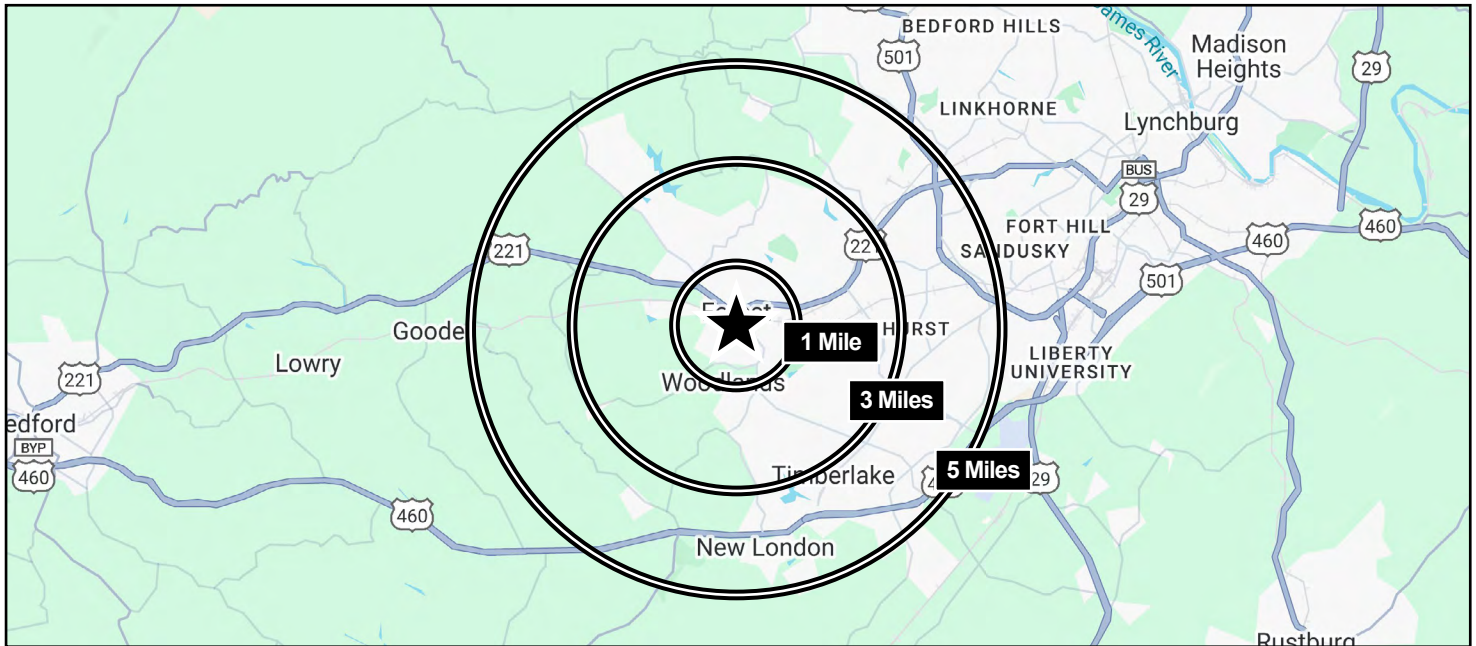 BEDFORD HILLS
501
James River
Madison
Heights
29
LINKHORNE
Lynchburg
BUS
29
FORT HILL
SANDUSKY
460
460
221
221
501
Goode
1 Mile
HURST
Lowry
LIBERTY
UNIVERSITY
221
Woodlands
3 Miles
edford
BYP
460
Timberlake
5 Miles
29
460
New London
Rustburg